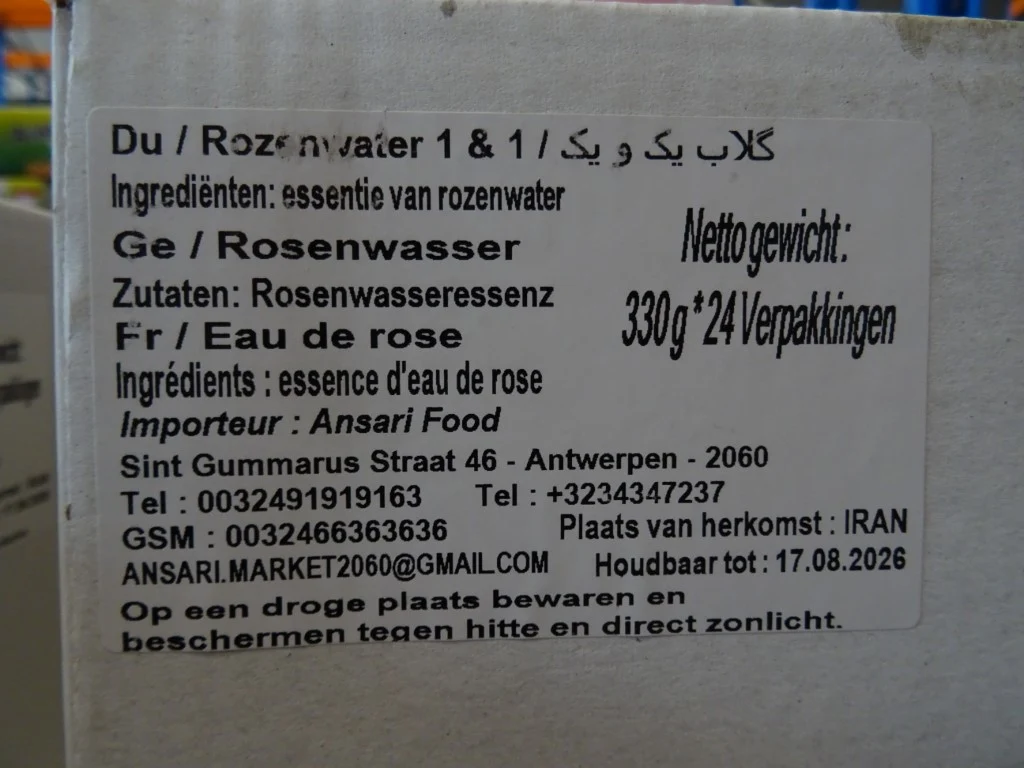 Du / Rozenwater 1 & 1 / گلاب یک و یک
Ingrediënten: essentie van rozenwater
Ge / Rosenwasser
Zutaten: Rosenwasseressenz
Fr / Eau de rose
Ingrédients : essence d'eau de rose
Netto gewicht :
330 g * 24 Verpakkingen
Importeur : Ansari Food
Sint Gummarus Straat 46 - Antwerpen - 2060
Tel : 0032491919163 Tel : +3234347237
GSM : 0032466363636 Plaats van herkomst : IRAN
ANSARI.MARKET2060@GMAIL.COM Houdbaar tot : 17.08.2026
Op een droge plaats bewaren en
beschermen tegen hitte en direct zonlicht.